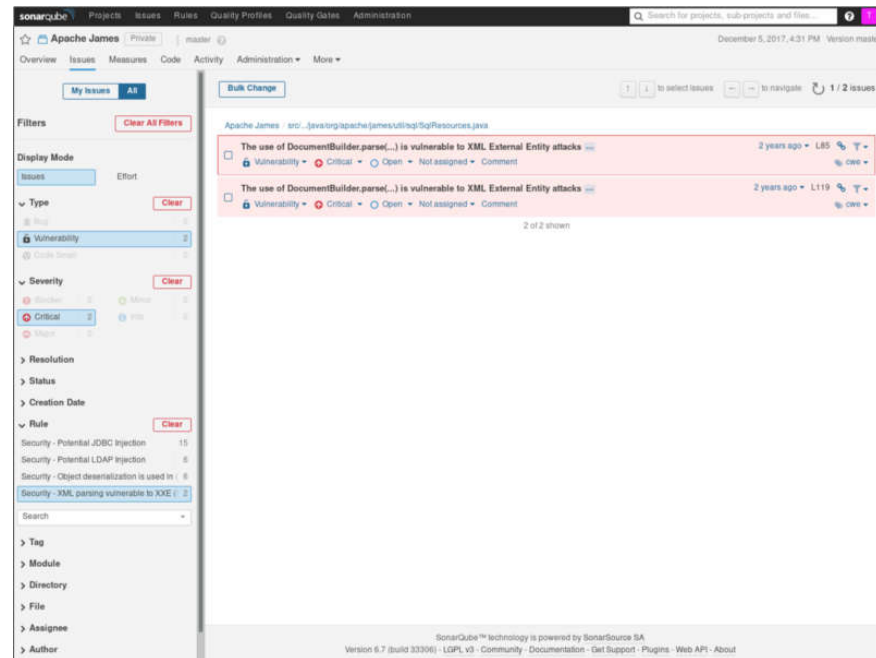 sonarqube Projects Issues Rules Quality Profiles Quality Gates Administration Search for projects, sub-projects and files... ? T
Apache James Private master
December 5, 2017, 4:31 PM Version maste
Overview Issues Measures Code Activity Administration More
My Issues All
Filters Clear All Filters
Display Mode
Issues Effort
Type Clear
Bug 0
Vulnerability 2
Code Smell 0
Severity Clear
Blocker 0 Minor 0
Critical 2 Info 0
Major 0
Resolution
Status
Creation Date
Rule Clear
Security - Potential JDBC Injection 15
Security - Potential LDAP Injection 6
Security - Object deserialization is used in ( 6
Security - XML parsing vulnerable to XXE ( 2
Search
Tag
Module
Directory
File
Assignee
Author
Bulk Change
to select issues to navigate 1 / 2 issues
Apache James src/.../java/org/apache/james/util/sql/SqlResources.java
The use of DocumentBuilder.parse(...) is vulnerable to XML External Entity attacks ... 2 years ago L85
Vulnerability Critical Open Not assigned Comment cwe
The use of DocumentBuilder.parse(...) is vulnerable to XML External Entity attacks ... 2 years ago L119
Vulnerability Critical Open Not assigned Comment cwe
2 of 2 shown
SonarQube™ technology is powered by SonarSource SA
Version 6.7 (build 33306) - LGPL v3 - Community - Documentation - Get Support - Plugins - Web API - About